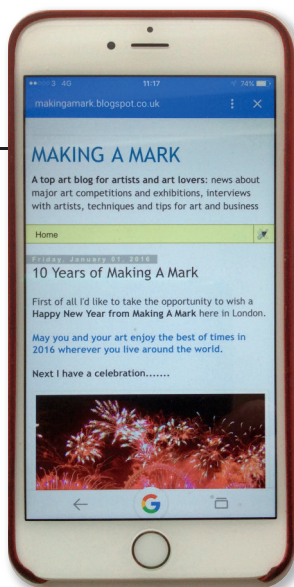 3 4G 11:17 74%
makingamark.blogspot.co.uk
MAKING A MARK
A top art blog for artists and art lovers: news about
major art competitions and exhibitions, interviews
with artists, techniques and tips for art and business
Home
Friday, January 01, 2016
10 Years of Making A Mark
First of all I'd like to take the opportunity to wish a
Happy New Year from Making A Mark here in London.
May you and your art enjoy the best of times in
2016 wherever you live around the world.
Next I have a celebration.......
G